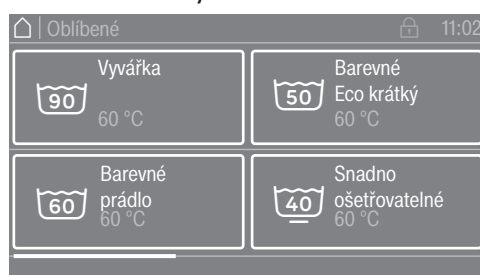 Oblíbené 11:02
Vyvářka
90
60 °C
Barevné
50 Eco krátký
60 °C
Barevné
60 prádlo
60 °C
Snadno
40 ošetřovatelné
60 °C